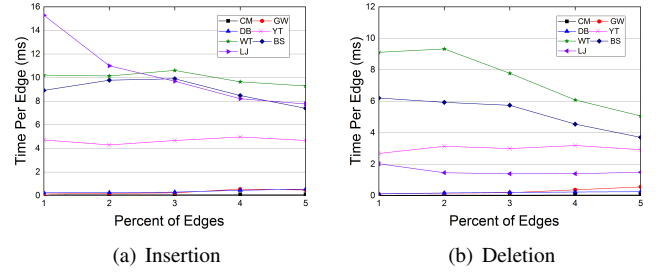 16
14
12
10
8
6
4
2
0
Time Per Edge (ms)
CM GW
DB YT
WT BS
LJ
1 2 3 4 5
Percent of Edges
(a) Insertion
12
10
8
6
4
2
0
Time Per Edge (ms)
CM GW
DB YT
WT BS
LJ
1 2 3 4 5
Percent of Edges
(b) Deletion